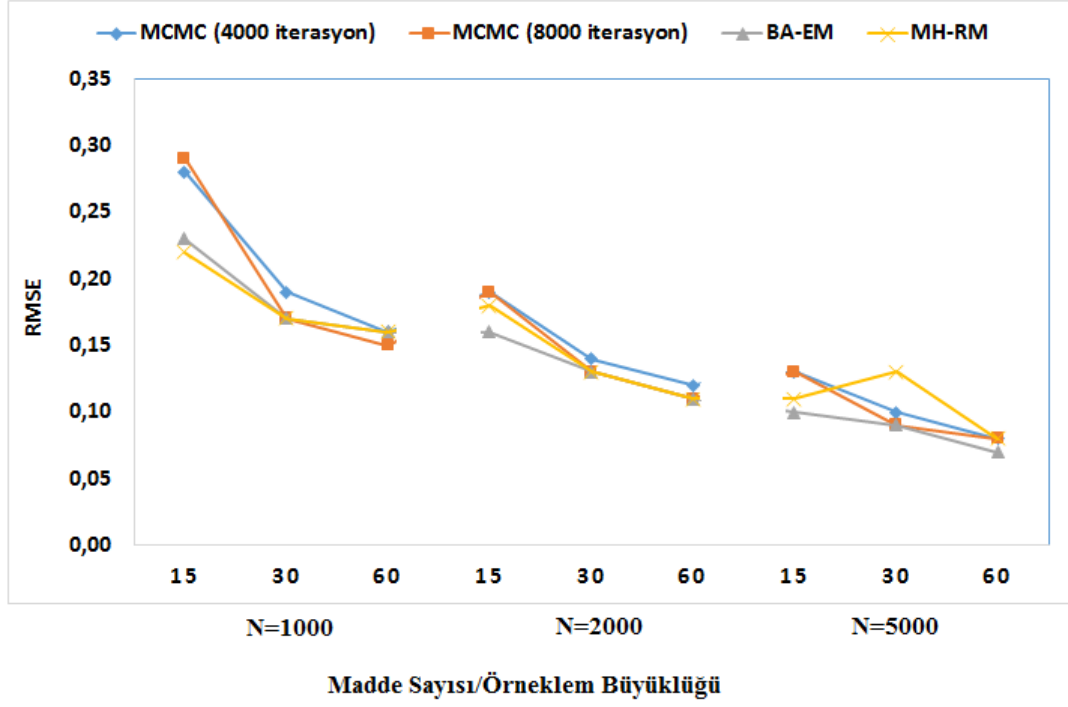 MCMC (4000 iterasyon) MCMC (8000 iterasyon) BA-EM MH-RM
0,35
0,30
0,25
0,20
0,15
0,10
0,05
0,00
RMSE
15 30 60 15 30 60 15 30 60
N=1000 N=2000 N=5000
Madde Sayısı/Örneklem Büyüklüğü